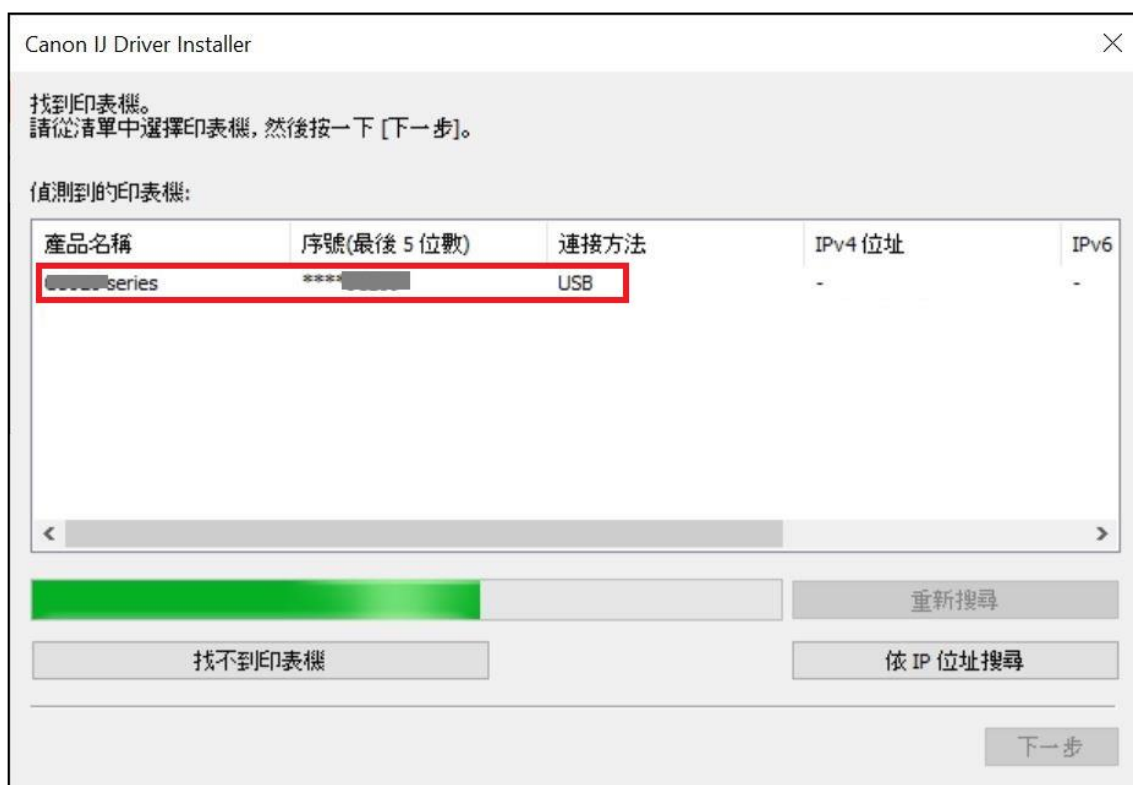 Canon IJ Driver Installer
找到印表機。
請從清單中選擇印表機, 然後按一下 [下一步]。
偵測到的印表機:
產品名稱 序號(最後 5 位數) 連接方法 IPv4 位址 IPv6
series **** USB - -
重新搜尋
找不到印表機 依 IP 位址搜尋
下一步